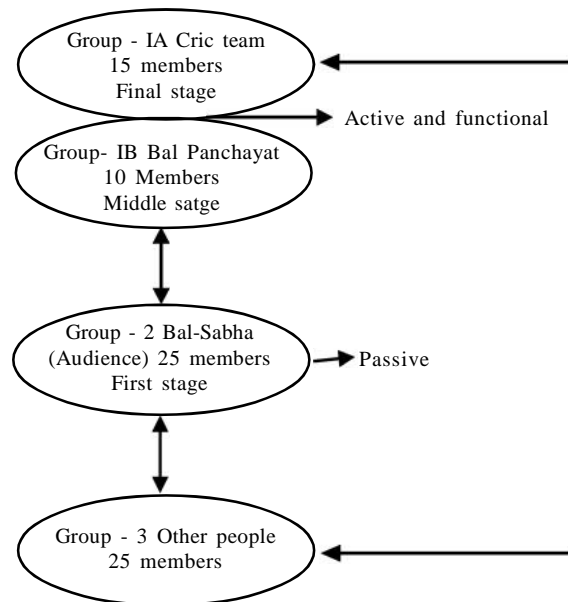 Group - IA Cric team
15 members
Final stage
Active and functional
Group- IB Bal Panchayat
10 Members
Middle satge
Group - 2 Bal-Sabha
(Audience) 25 members
First stage
Passive
Group - 3 Other people
25 members